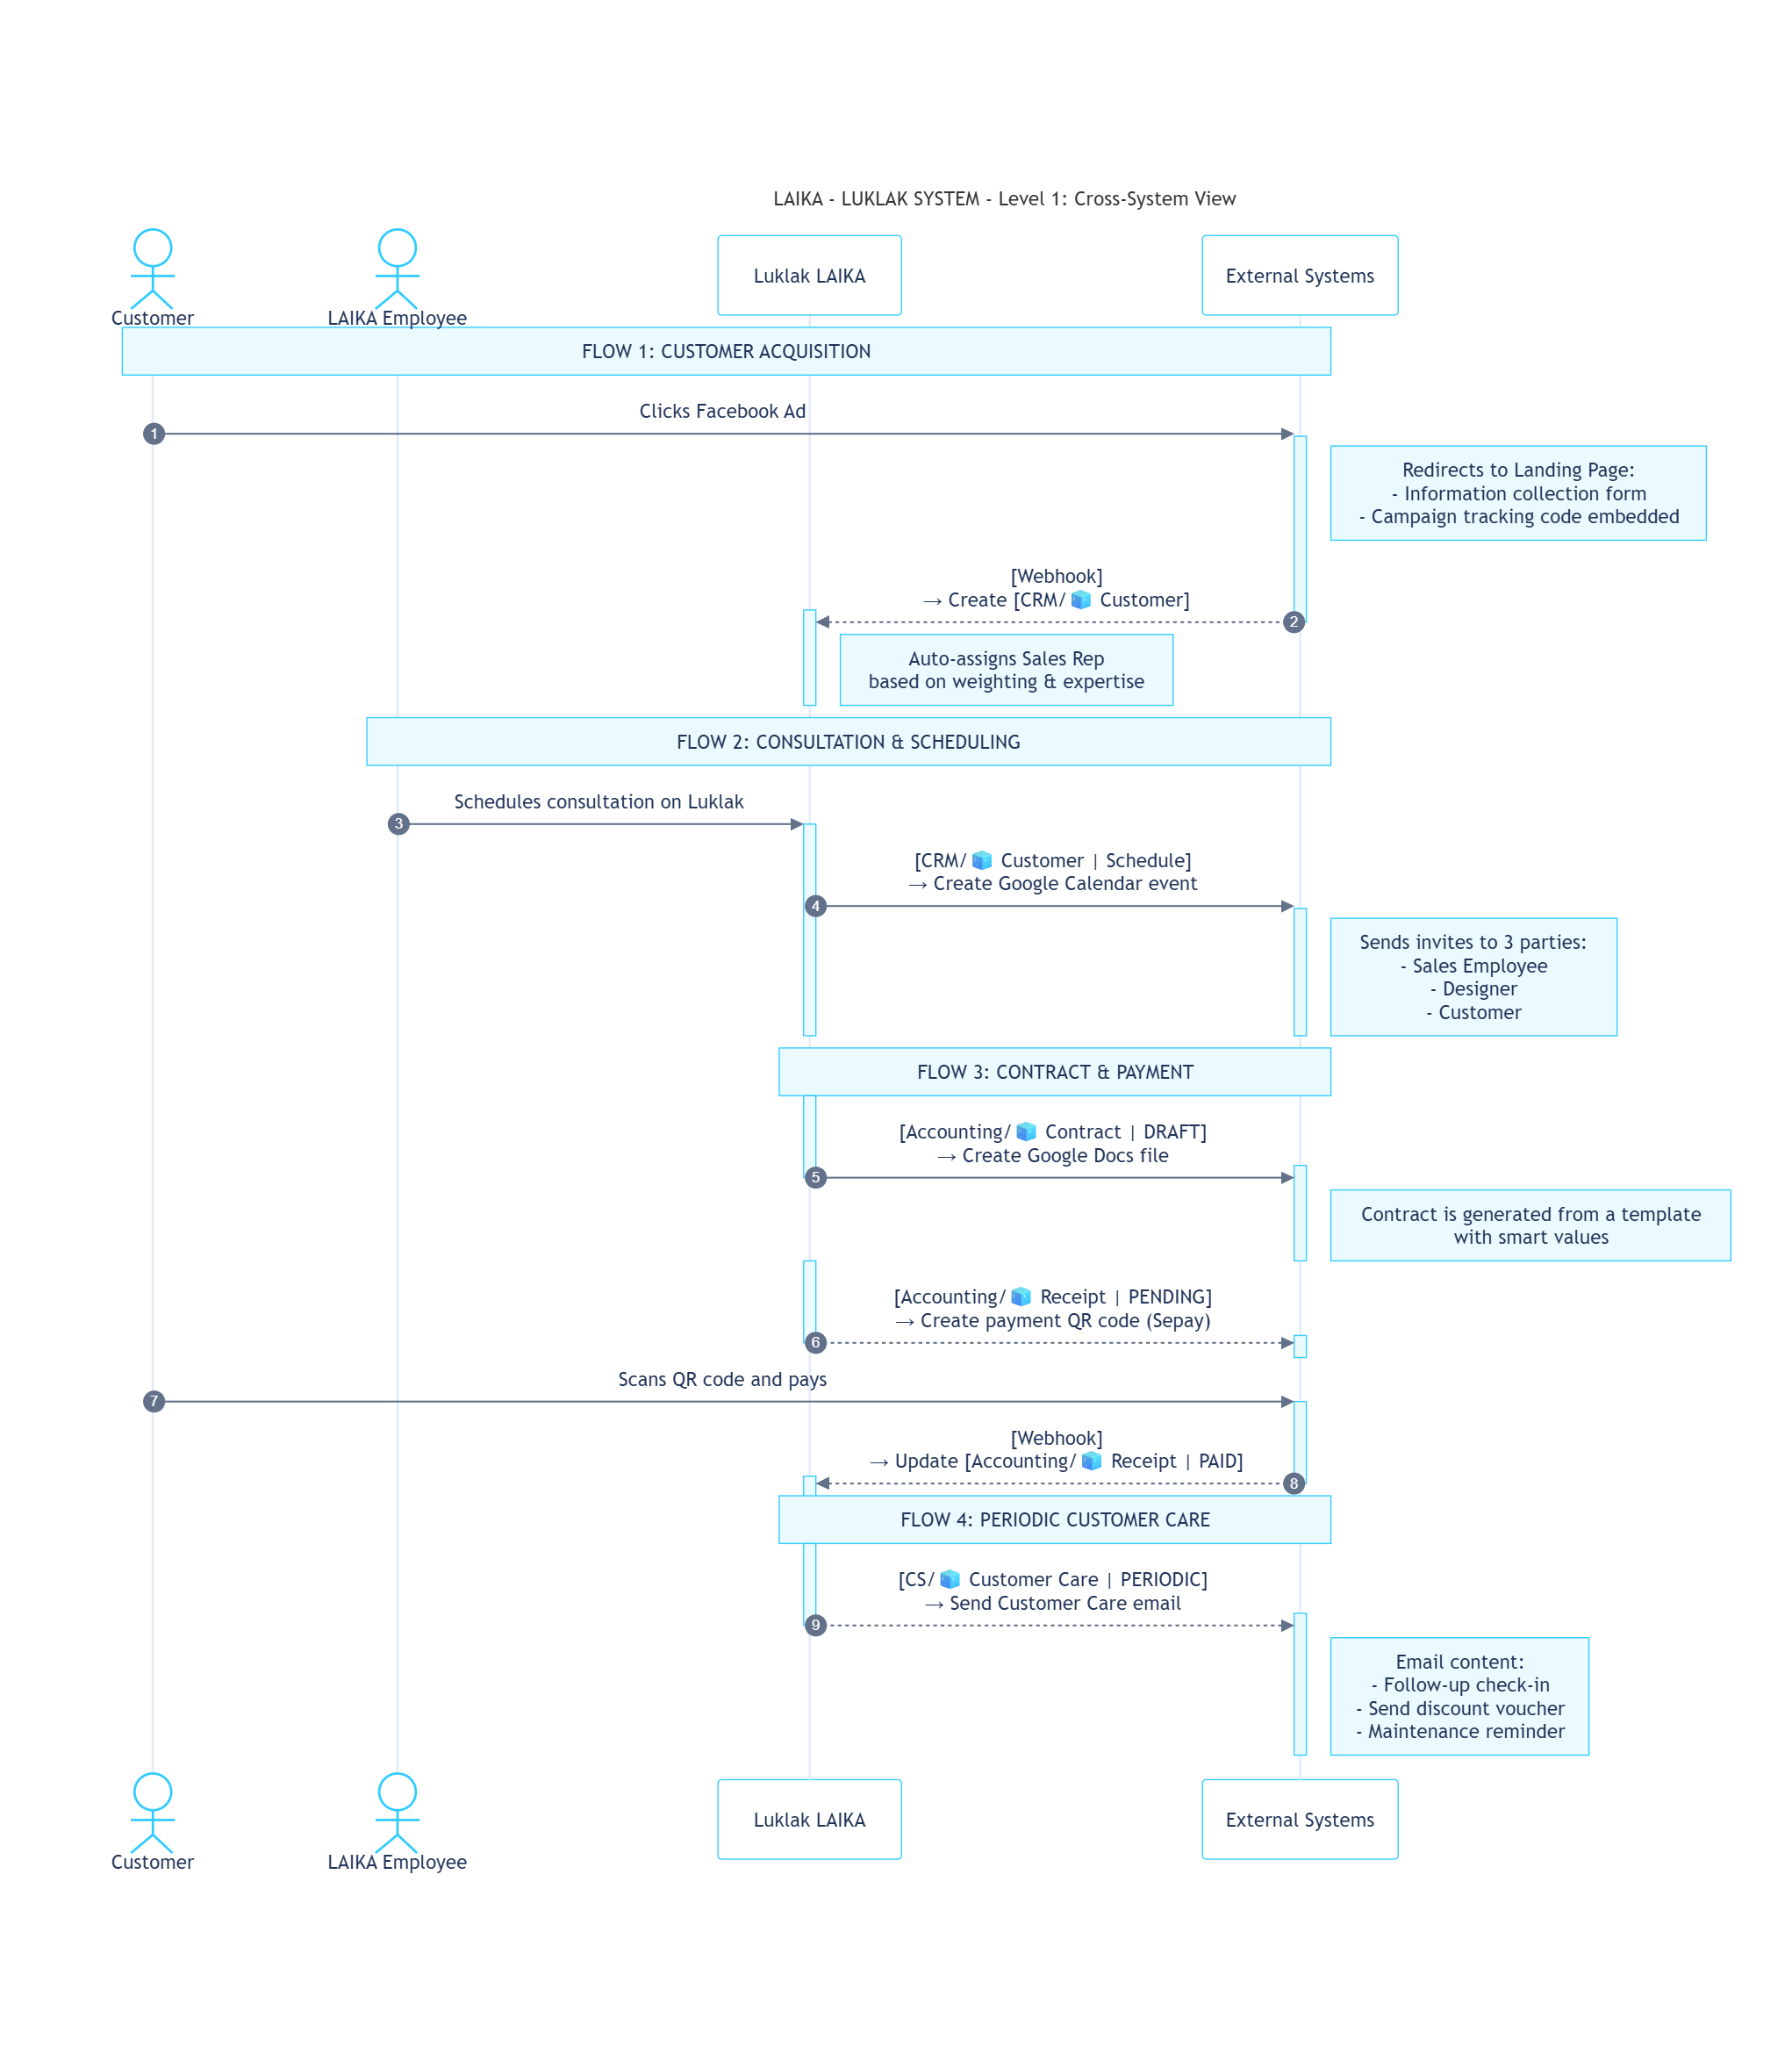 LAIKA - LUKLAK SYSTEM - Level 1: Cross-System View
Customer
LAIKA Employee
Luklak LAIKA
External Systems
FLOW 1: CUSTOMER ACQUISITION
Clicks Facebook Ad
1
Redirects to Landing Page:
- Information collection form
- Campaign tracking code embedded
[Webhook]
→ Create [CRM/🧊 Customer]
2
Auto-assigns Sales Rep
based on weighting & expertise
FLOW 2: CONSULTATION & SCHEDULING
Schedules consultation on Luklak
3
[CRM/🧊 Customer | Schedule]
→ Create Google Calendar event
4
Sends invites to 3 parties:
- Sales Employee
- Designer
- Customer
FLOW 3: CONTRACT & PAYMENT
[Accounting/🧊 Contract | DRAFT]
→ Create Google Docs file
5
Contract is generated from a template
with smart values
[Accounting/🧊 Receipt | PENDING]
→ Create payment QR code (Sepay)
6
Scans QR code and pays
7
[Webhook]
→ Update [Accounting/🧊 Receipt | PAID]
8
FLOW 4: PERIODIC CUSTOMER CARE
[CS/🧊 Customer Care | PERIODIC]
→ Send Customer Care email
9
Email content:
- Follow-up check-in
- Send discount voucher
- Maintenance reminder
Customer
LAIKA Employee
Luklak LAIKA
External Systems